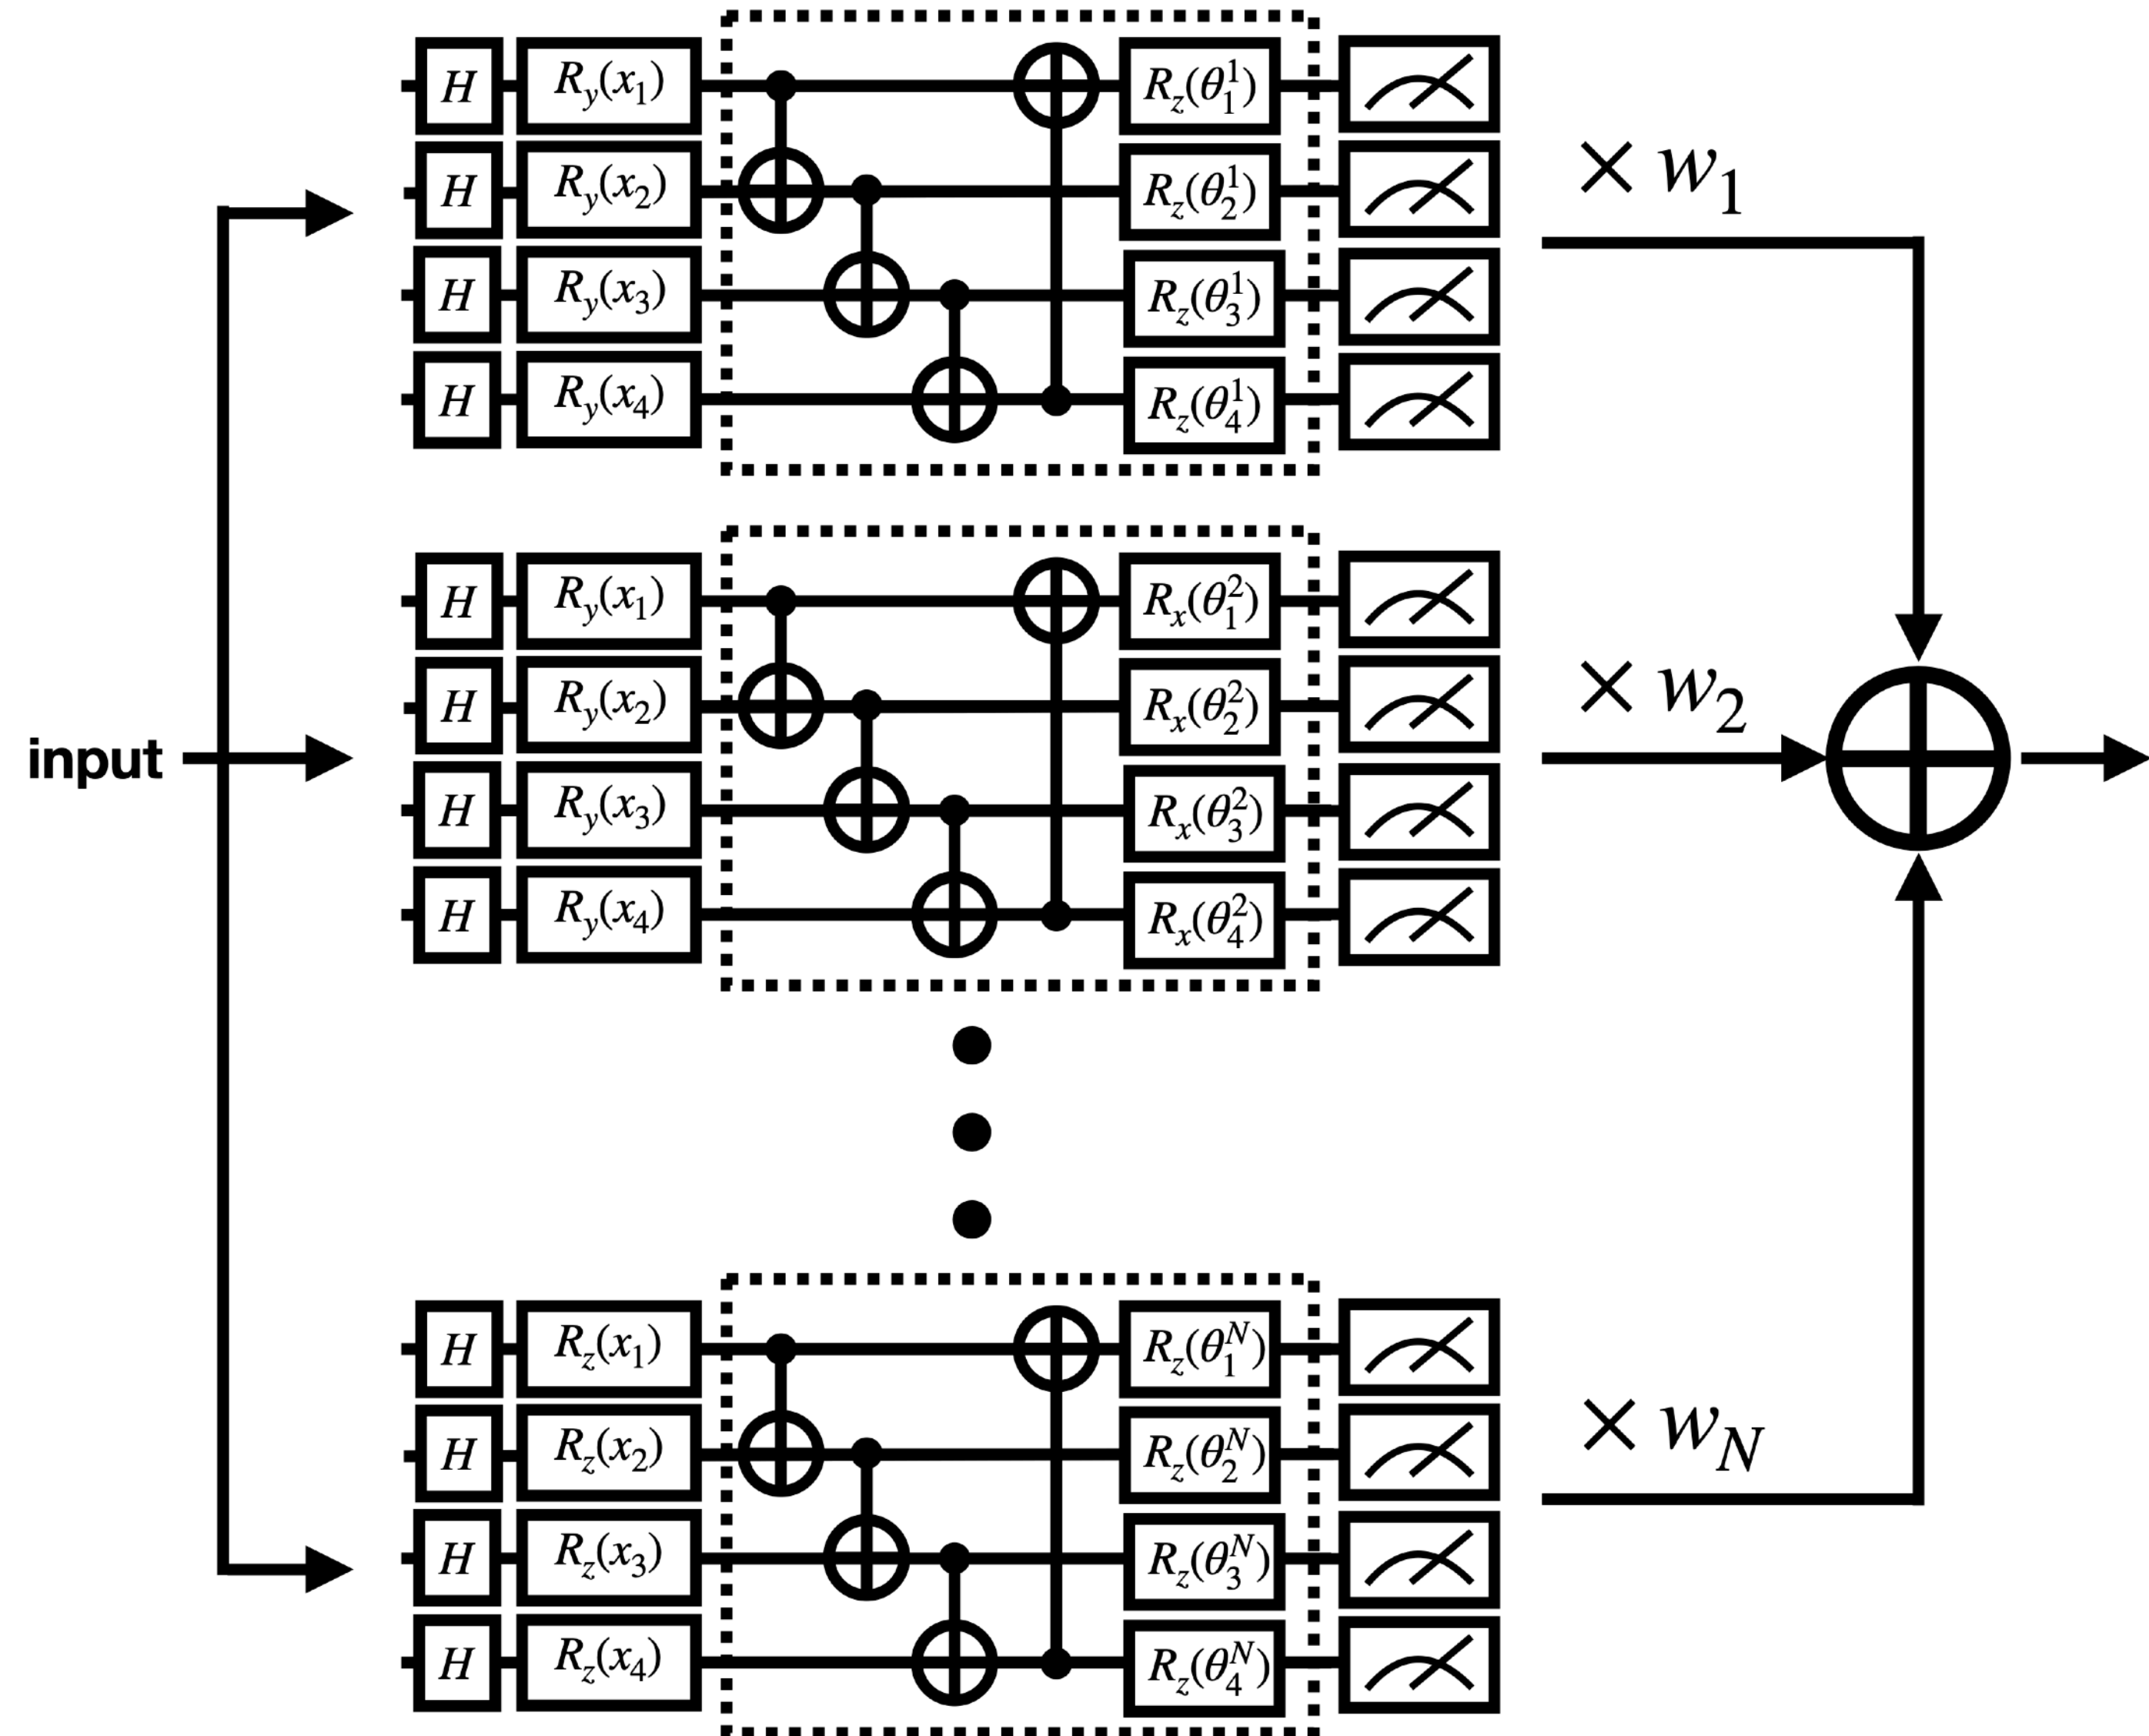 H R_y(x_1) R_z(θ_1^1)
H R_y(x_2) R_z(θ_2^1) × w_1
H R_y(x_3) R_z(θ_3^1)
H R_y(x_4) R_z(θ_4^1)
H R_y(x_1) R_x(θ_1^2)
H R_y(x_2) R_x(θ_2^2) × w_2
input
H R_y(x_3) R_x(θ_3^2)
H R_y(x_4) R_x(θ_4^2)
H R_z(x_1) R_z(θ_1^N)
H R_z(x_2) R_z(θ_2^N) × w_N
H R_z(x_3) R_z(θ_3^N)
H R_z(x_4) R_z(θ_4^N)